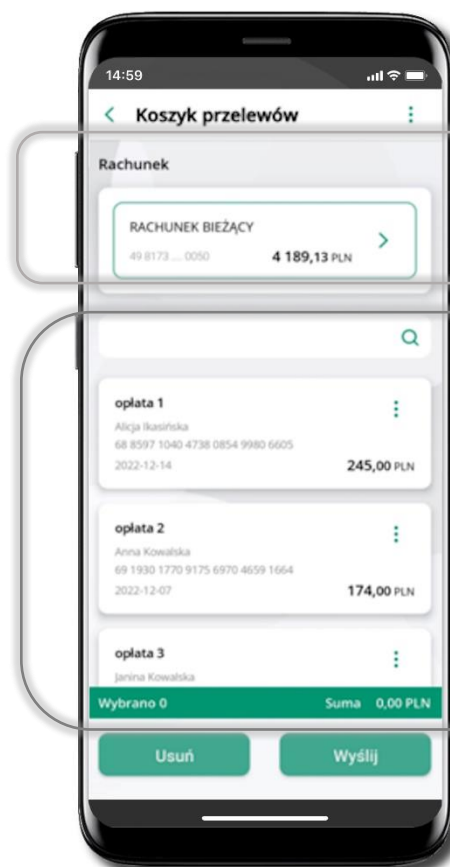 14:59
Koszyk przelewów
Rachunek
RACHUNEK BIEŻĄCY
49 8173 .... 0050 4 189,13 PLN
opłata 1
Alicja Ikasińska
68 8597 1040 4738 0854 9980 6605
2022-12-14 245,00 PLN
opłata 2
Anna Kowalska
69 1930 1770 9175 6970 4659 1664
2022-12-07 174,00 PLN
opłata 3
Janina Kowalska
Wybrano 0 Suma 0,00 PLN
Usuń Wyślij